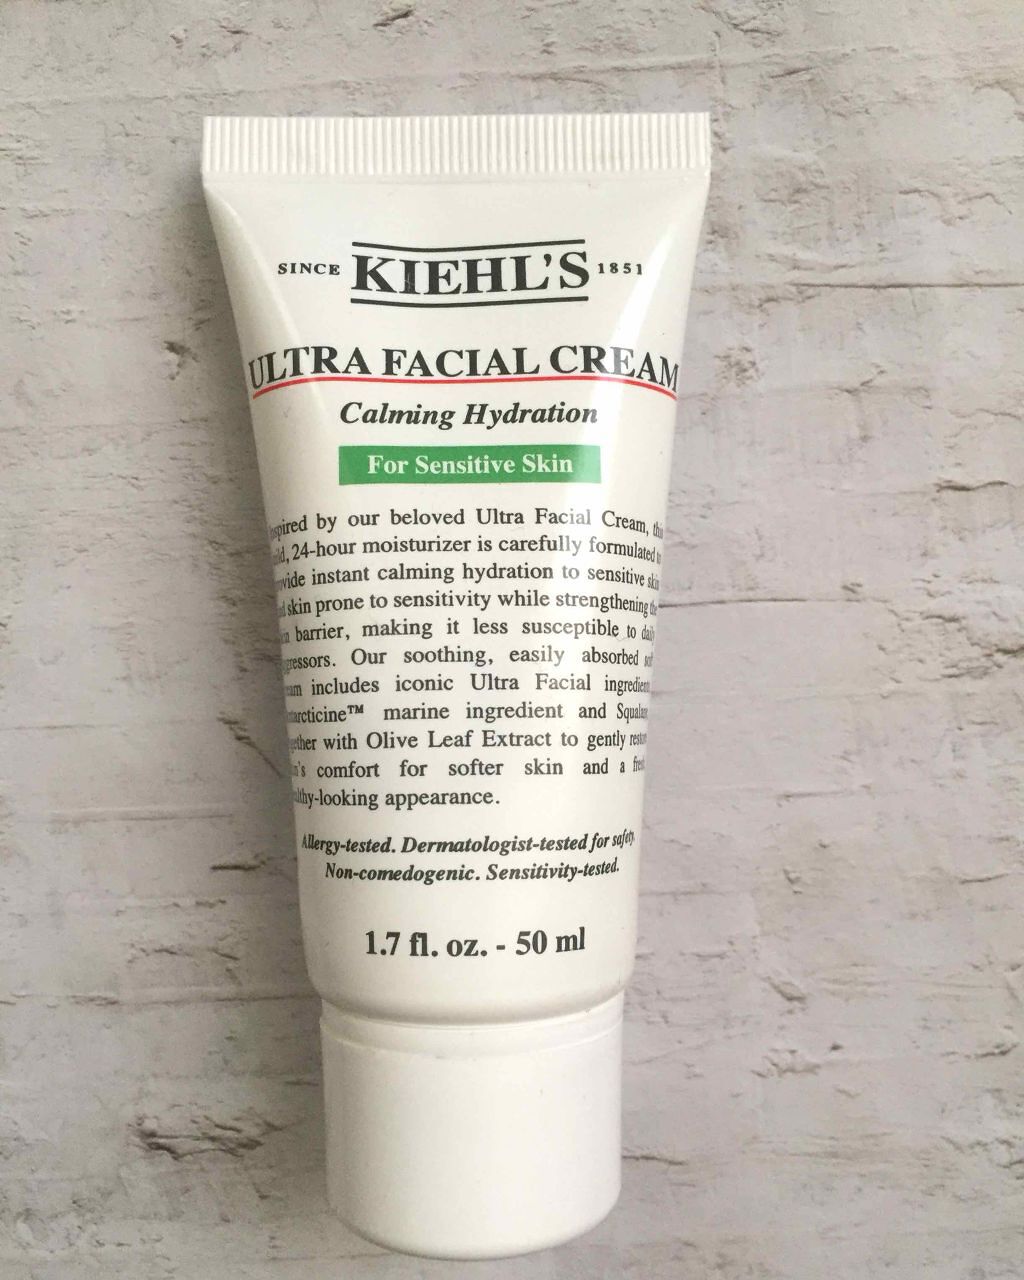 SINCE KIEHL'S 1851
ULTRA FACIAL CREAM
Calming Hydration
For Sensitive Skin
by our beloved Ultra Facial Cream,
24-hour moisturizer is carefully formulated
instant calming hydration to sensitive
skin prone to sensitivity while strengthening
barrier, making it less susceptible to
Our soothing, easily absorbed
includes iconic Ultra Facial
marine ingredient and
with Olive Leaf Extract to gently
comfort for softer skin and a
appearance.
Allergy-tested. Dermatologist-tested for safety.
Non-comedogenic. Sensitivity-tested.
1.7 fl. oz. - 50 ml